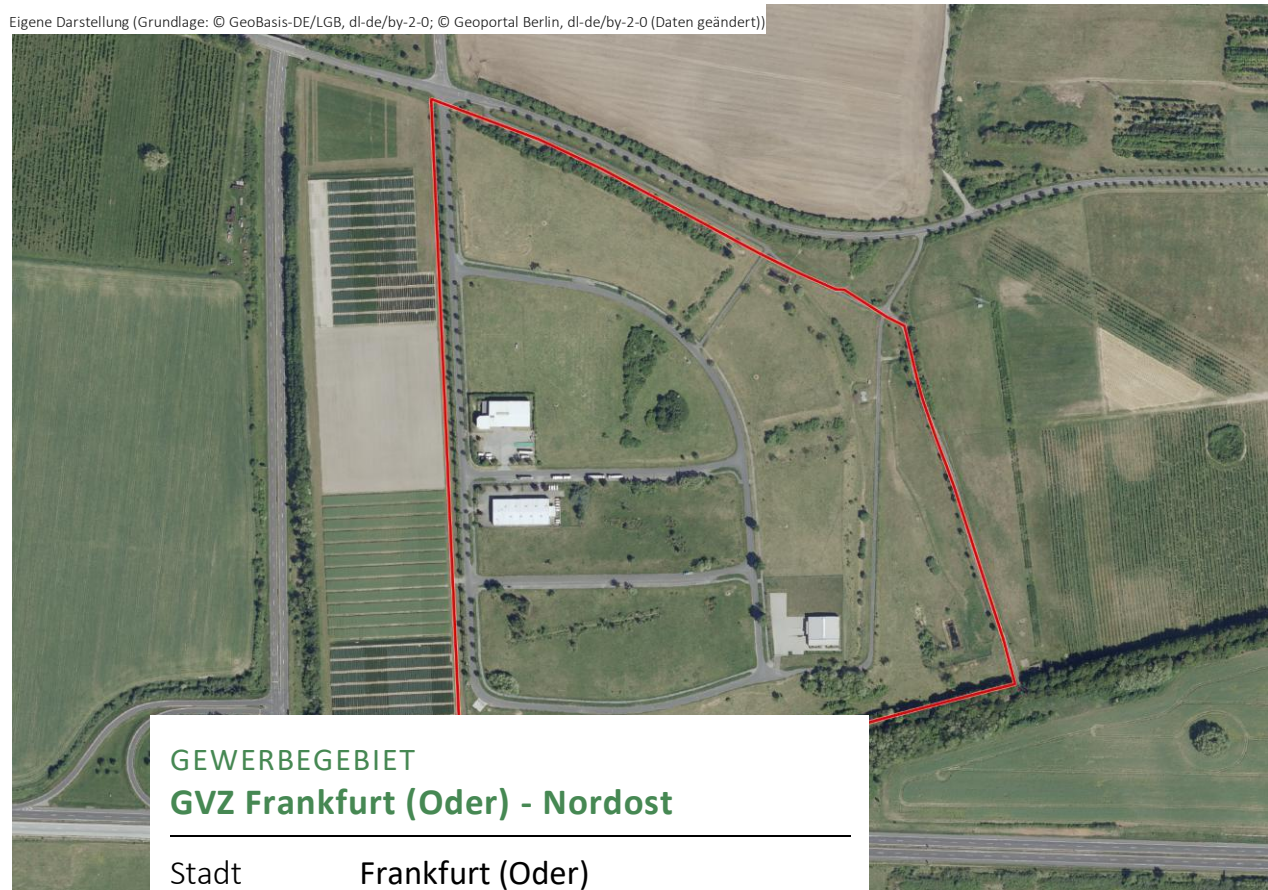 Eigene Darstellung (Grundlage: © GeoBasis-DE/LGB, dl-de/by-2-0; © Geoportal Berlin, dl-de/by-2-0 (Daten geändert))
GEWERBEGEBIET
GVZ Frankfurt (Oder) - Nordost
Stadt Frankfurt (Oder)